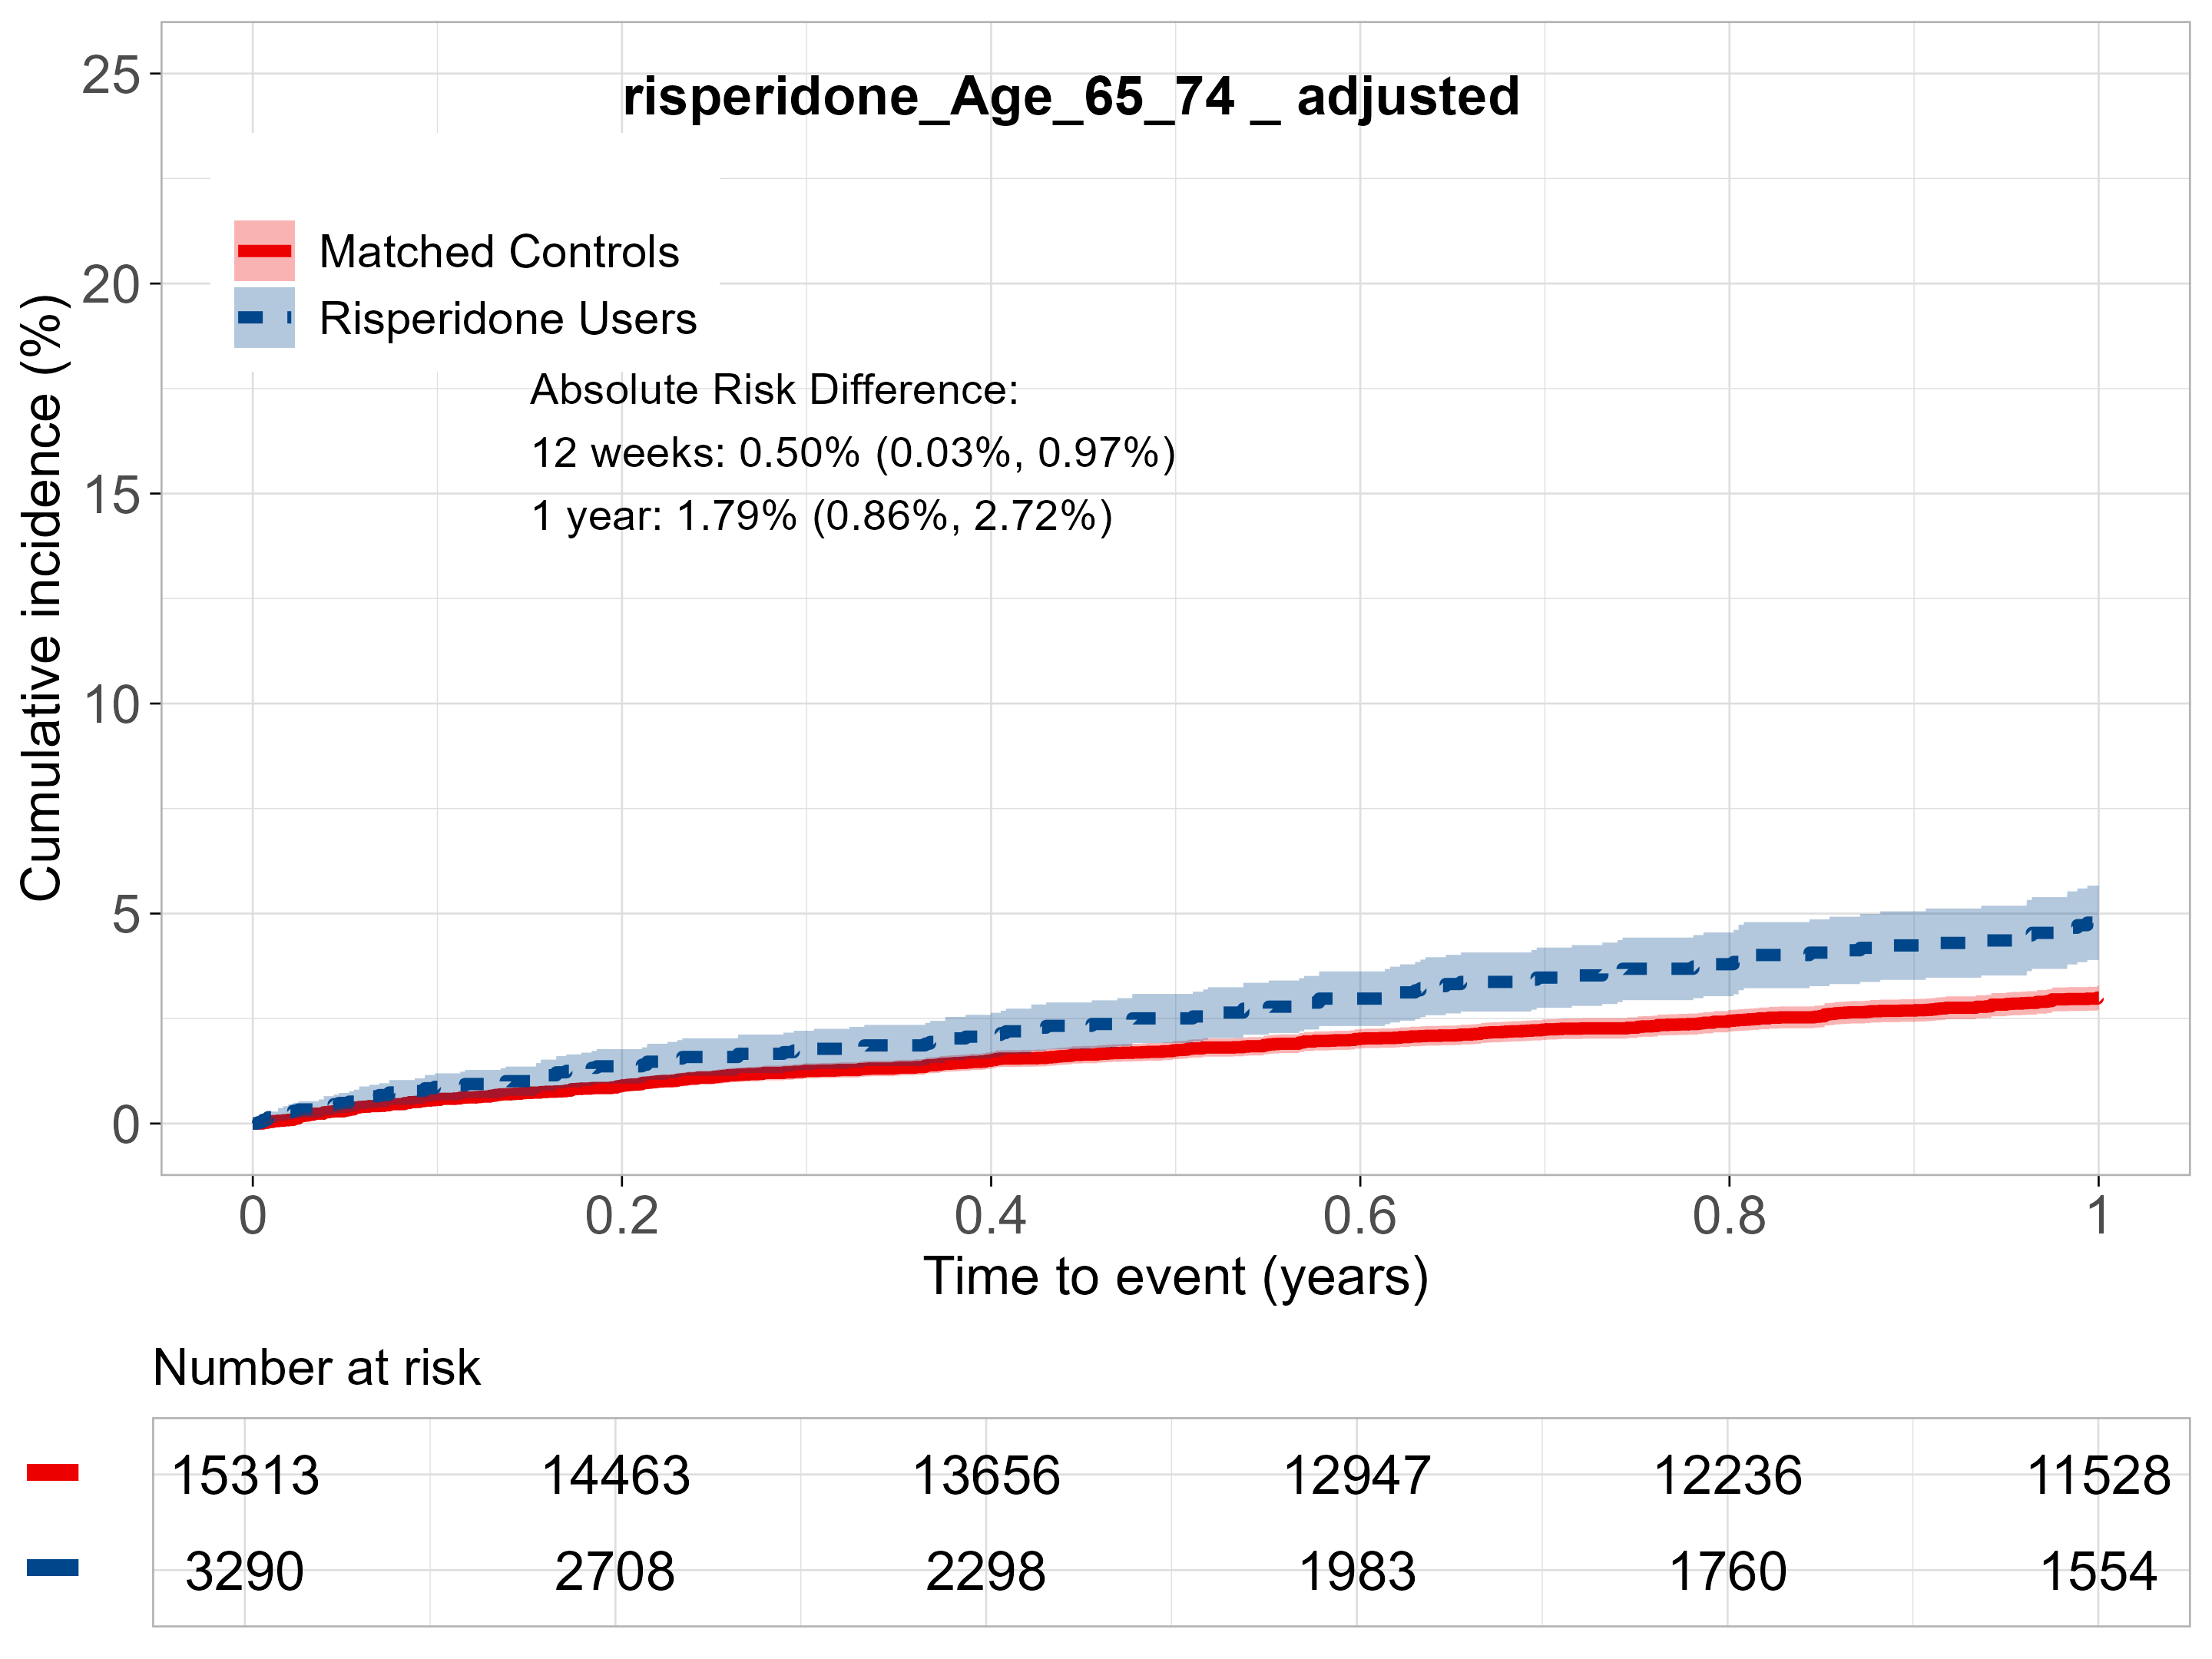 risperidone_Age_65_74 _ adjusted
Matched Controls
Risperidone Users
Absolute Risk Difference:
12 weeks: 0.50% (0.03%, 0.97%)
1 year: 1.79% (0.86%, 2.72%)
Cumulative incidence (%)
25
20
15
10
5
0
0 0.2 0.4 0.6 0.8 1
Time to event (years)
Number at risk
15313 14463 13656 12947 12236 11528
3290 2708 2298 1983 1760 1554